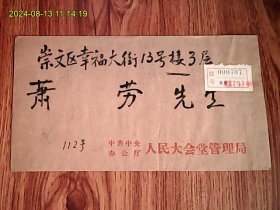 2024-08-13 11:14:19
崇文区幸福大街13号楼3层
000707
萧劳先生
112号
中共中央
办公厅
人民大会堂管理局